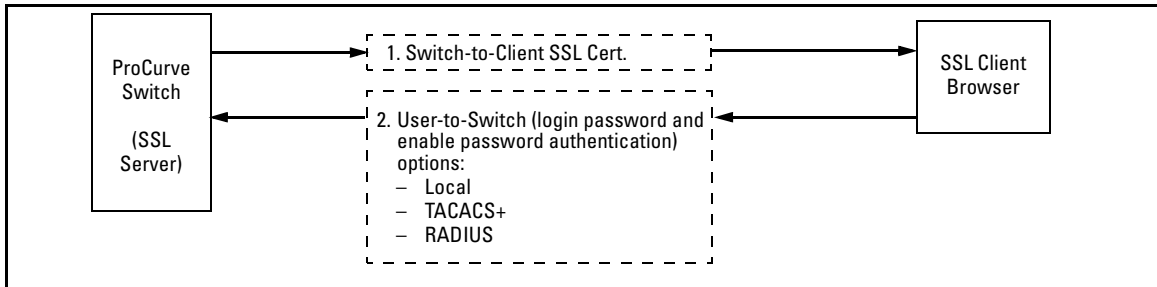 ProCurve
Switch
(SSL
Server)
1. Switch-to-Client SSL Cert.
2. User-to-Switch (login password and
enable password authentication)
options:
– Local
– TACACS+
– RADIUS
SSL Client
Browser